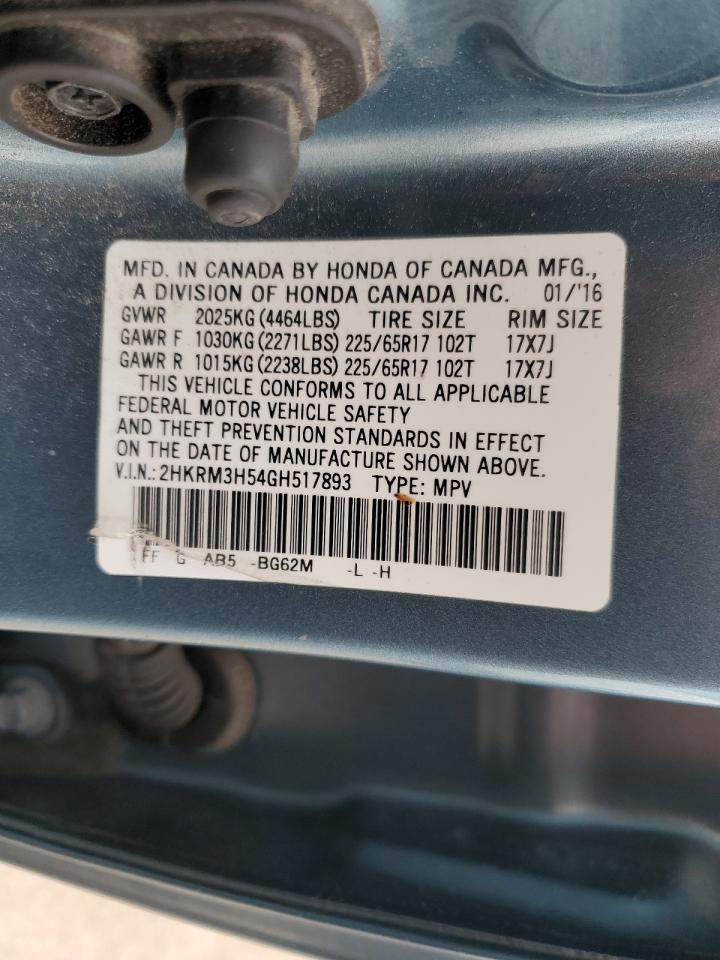 MFD. IN CANADA BY HONDA OF CANADA MFG.,
A DIVISION OF HONDA CANADA INC. 01/'16
GVWR 2025KG (4464LBS) TIRE SIZE RIM SIZE
GAWR F 1030KG (2271LBS) 225/65R17 102T 17X7J
GAWR R 1015KG (2238LBS) 225/65R17 102T 17X7J
THIS VEHICLE CONFORMS TO ALL APPLICABLE
FEDERAL MOTOR VEHICLE SAFETY
AND THEFT PREVENTION STANDARDS IN EFFECT
ON THE DATE OF MANUFACTURE SHOWN ABOVE.
V.I.N.: 2HKRM3H54GH517893 TYPE: MPV
FF G AB5 -BG62M -L -H